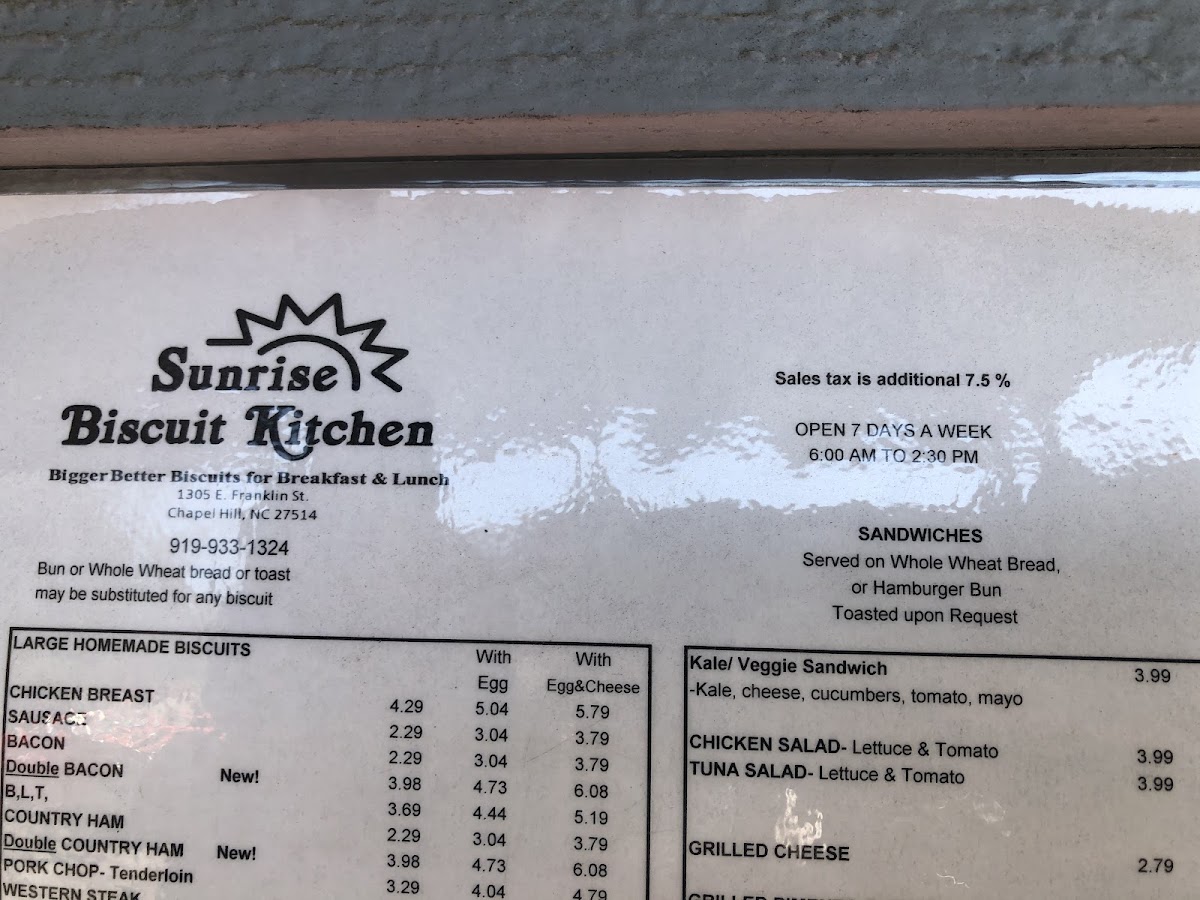 Sunrise
Biscuit Kitchen
Bigger Better Biscuits for Breakfast & Lunch
1305 E. Franklin St.
Chapel Hill, NC 27514
919-933-1324
Bun or Whole Wheat bread or toast
may be substituted for any biscuit
LARGE HOMEMADE BISCUITS With With
Egg Egg&Cheese
CHICKEN BREAST 4.29 5.04 5.79
SAUSAGE 2.29 3.04 3.79
BACON 2.29 3.04 3.79
Double BACON New! 3.98 4.73 6.08
B,L,T, 3.69 4.44 5.19
COUNTRY HAM 2.29 3.04 3.79
Double COUNTRY HAM New! 3.98 4.73 6.08
PORK CHOP- Tenderloin 3.29 4.04 4.79
WESTERN STEAK
Sales tax is additional 7.5 %
OPEN 7 DAYS A WEEK
6:00 AM TO 2:30 PM
SANDWICHES
Served on Whole Wheat Bread,
or Hamburger Bun
Toasted upon Request
Kale/ Veggie Sandwich 3.99
-Kale, cheese, cucumbers, tomato, mayo
CHICKEN SALAD- Lettuce & Tomato 3.99
TUNA SALAD- Lettuce & Tomato 3.99
GRILLED CHEESE 2.79
GRILLED